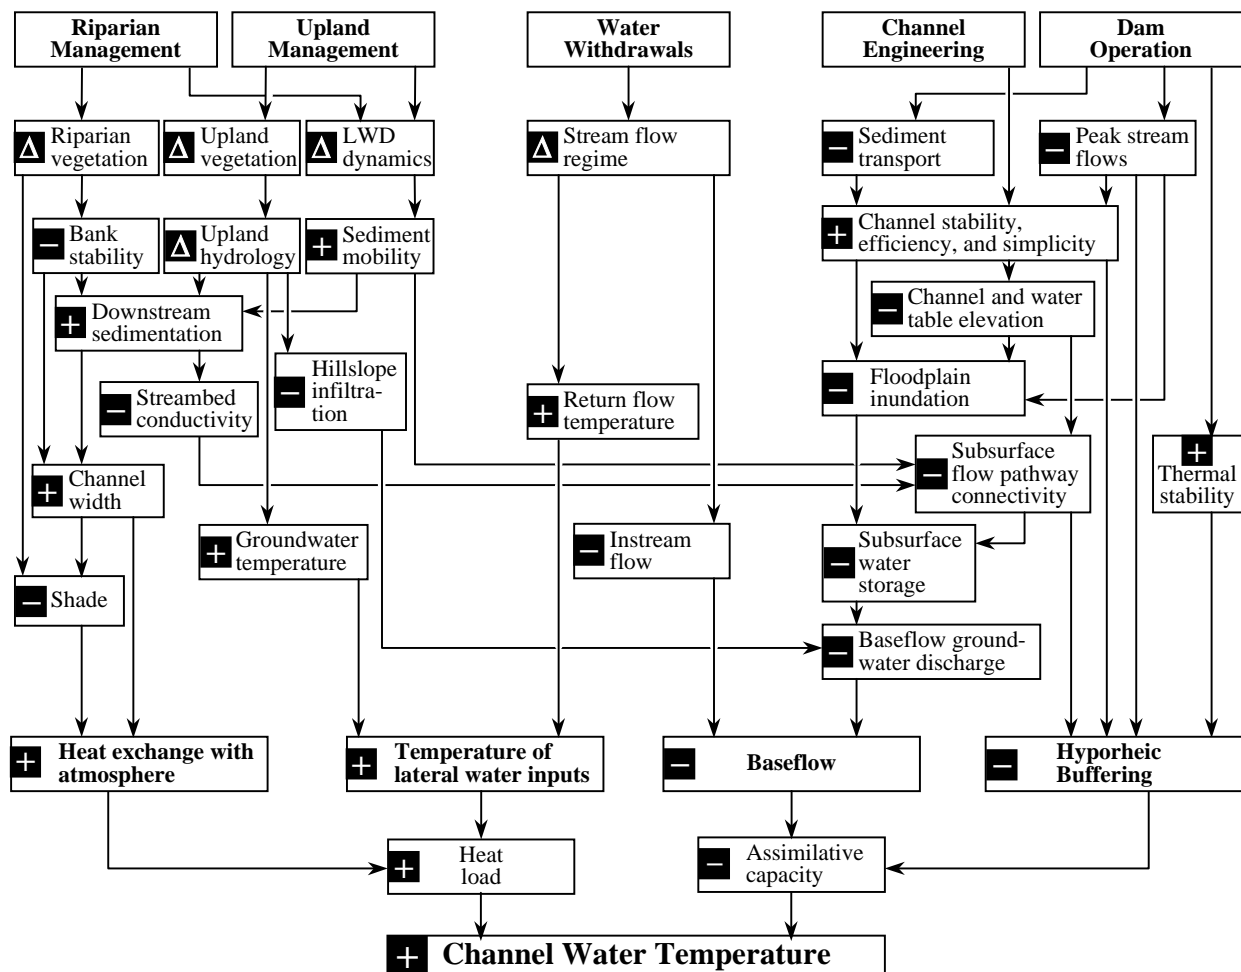 Riparian
Management
Upland
Management
Water
Withdrawals
Channel
Engineering
Dam
Operation
Δ Riparian
vegetation
Δ Upland
vegetation
Δ LWD
dynamics
Δ Stream flow
regime
− Sediment
transport
− Peak stream
flows
− Bank
stability
Δ Upland
hydrology
+ Sediment
mobility
+ Channel stability,
efficiency, and simplicity
+ Downstream
sedimentation
− Channel and water
table elevation
− Hillslope
infiltra-
tion
− Floodplain
inundation
− Streambed
conductivity
+ Return flow
temperature
− Subsurface
flow pathway
connectivity
+
Thermal
stability
+ Channel
width
+ Groundwater
temperature
− Instream
flow
− Subsurface
water
storage
− Shade
− Baseflow ground-
water discharge
+ Heat exchange with
atmosphere
+ Temperature of
lateral water inputs
− Baseflow
− Hyporheic
Buffering
+ Heat
load
− Assimilative
capacity
+ Channel Water Temperature